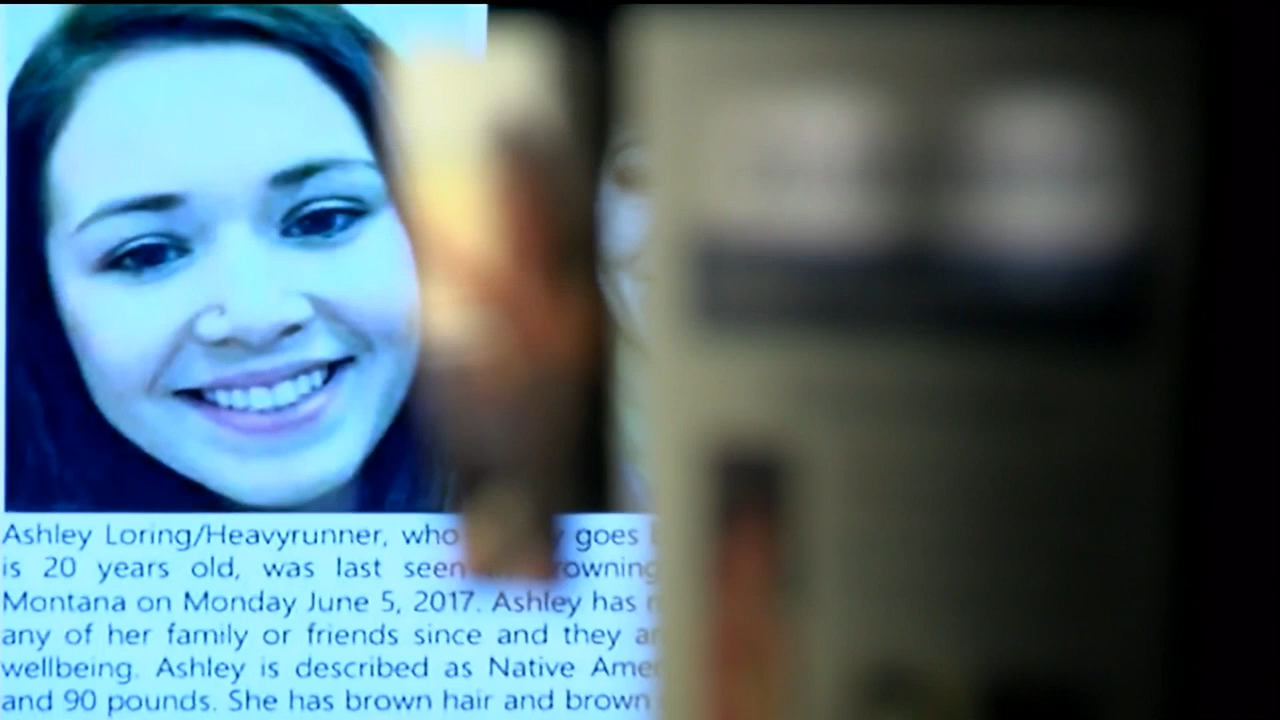 Ashley Loring/Heavyrunner, who goes
is 20 years old, was last seen
Montana on Monday June 5, 2017. Ashley has
any of her family or friends since and they
wellbeing. Ashley is described as Native
and 90 pounds. She has brown hair and brown